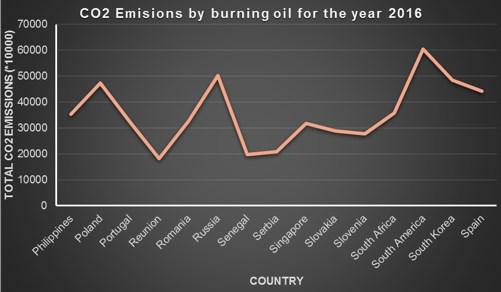 CO2 Emisions by burning oil for the year 2016
TOTAL CO2 EMISSIONS (*10000)
70000
60000
50000
40000
30000
20000
10000
0
Philippines
Poland
Portugal
Reunion
Romania
Russia
Senegal
Serbia
Singapore
Slovakia
Slovenia
South Africa
South America
South Korea
Spain
COUNTRY